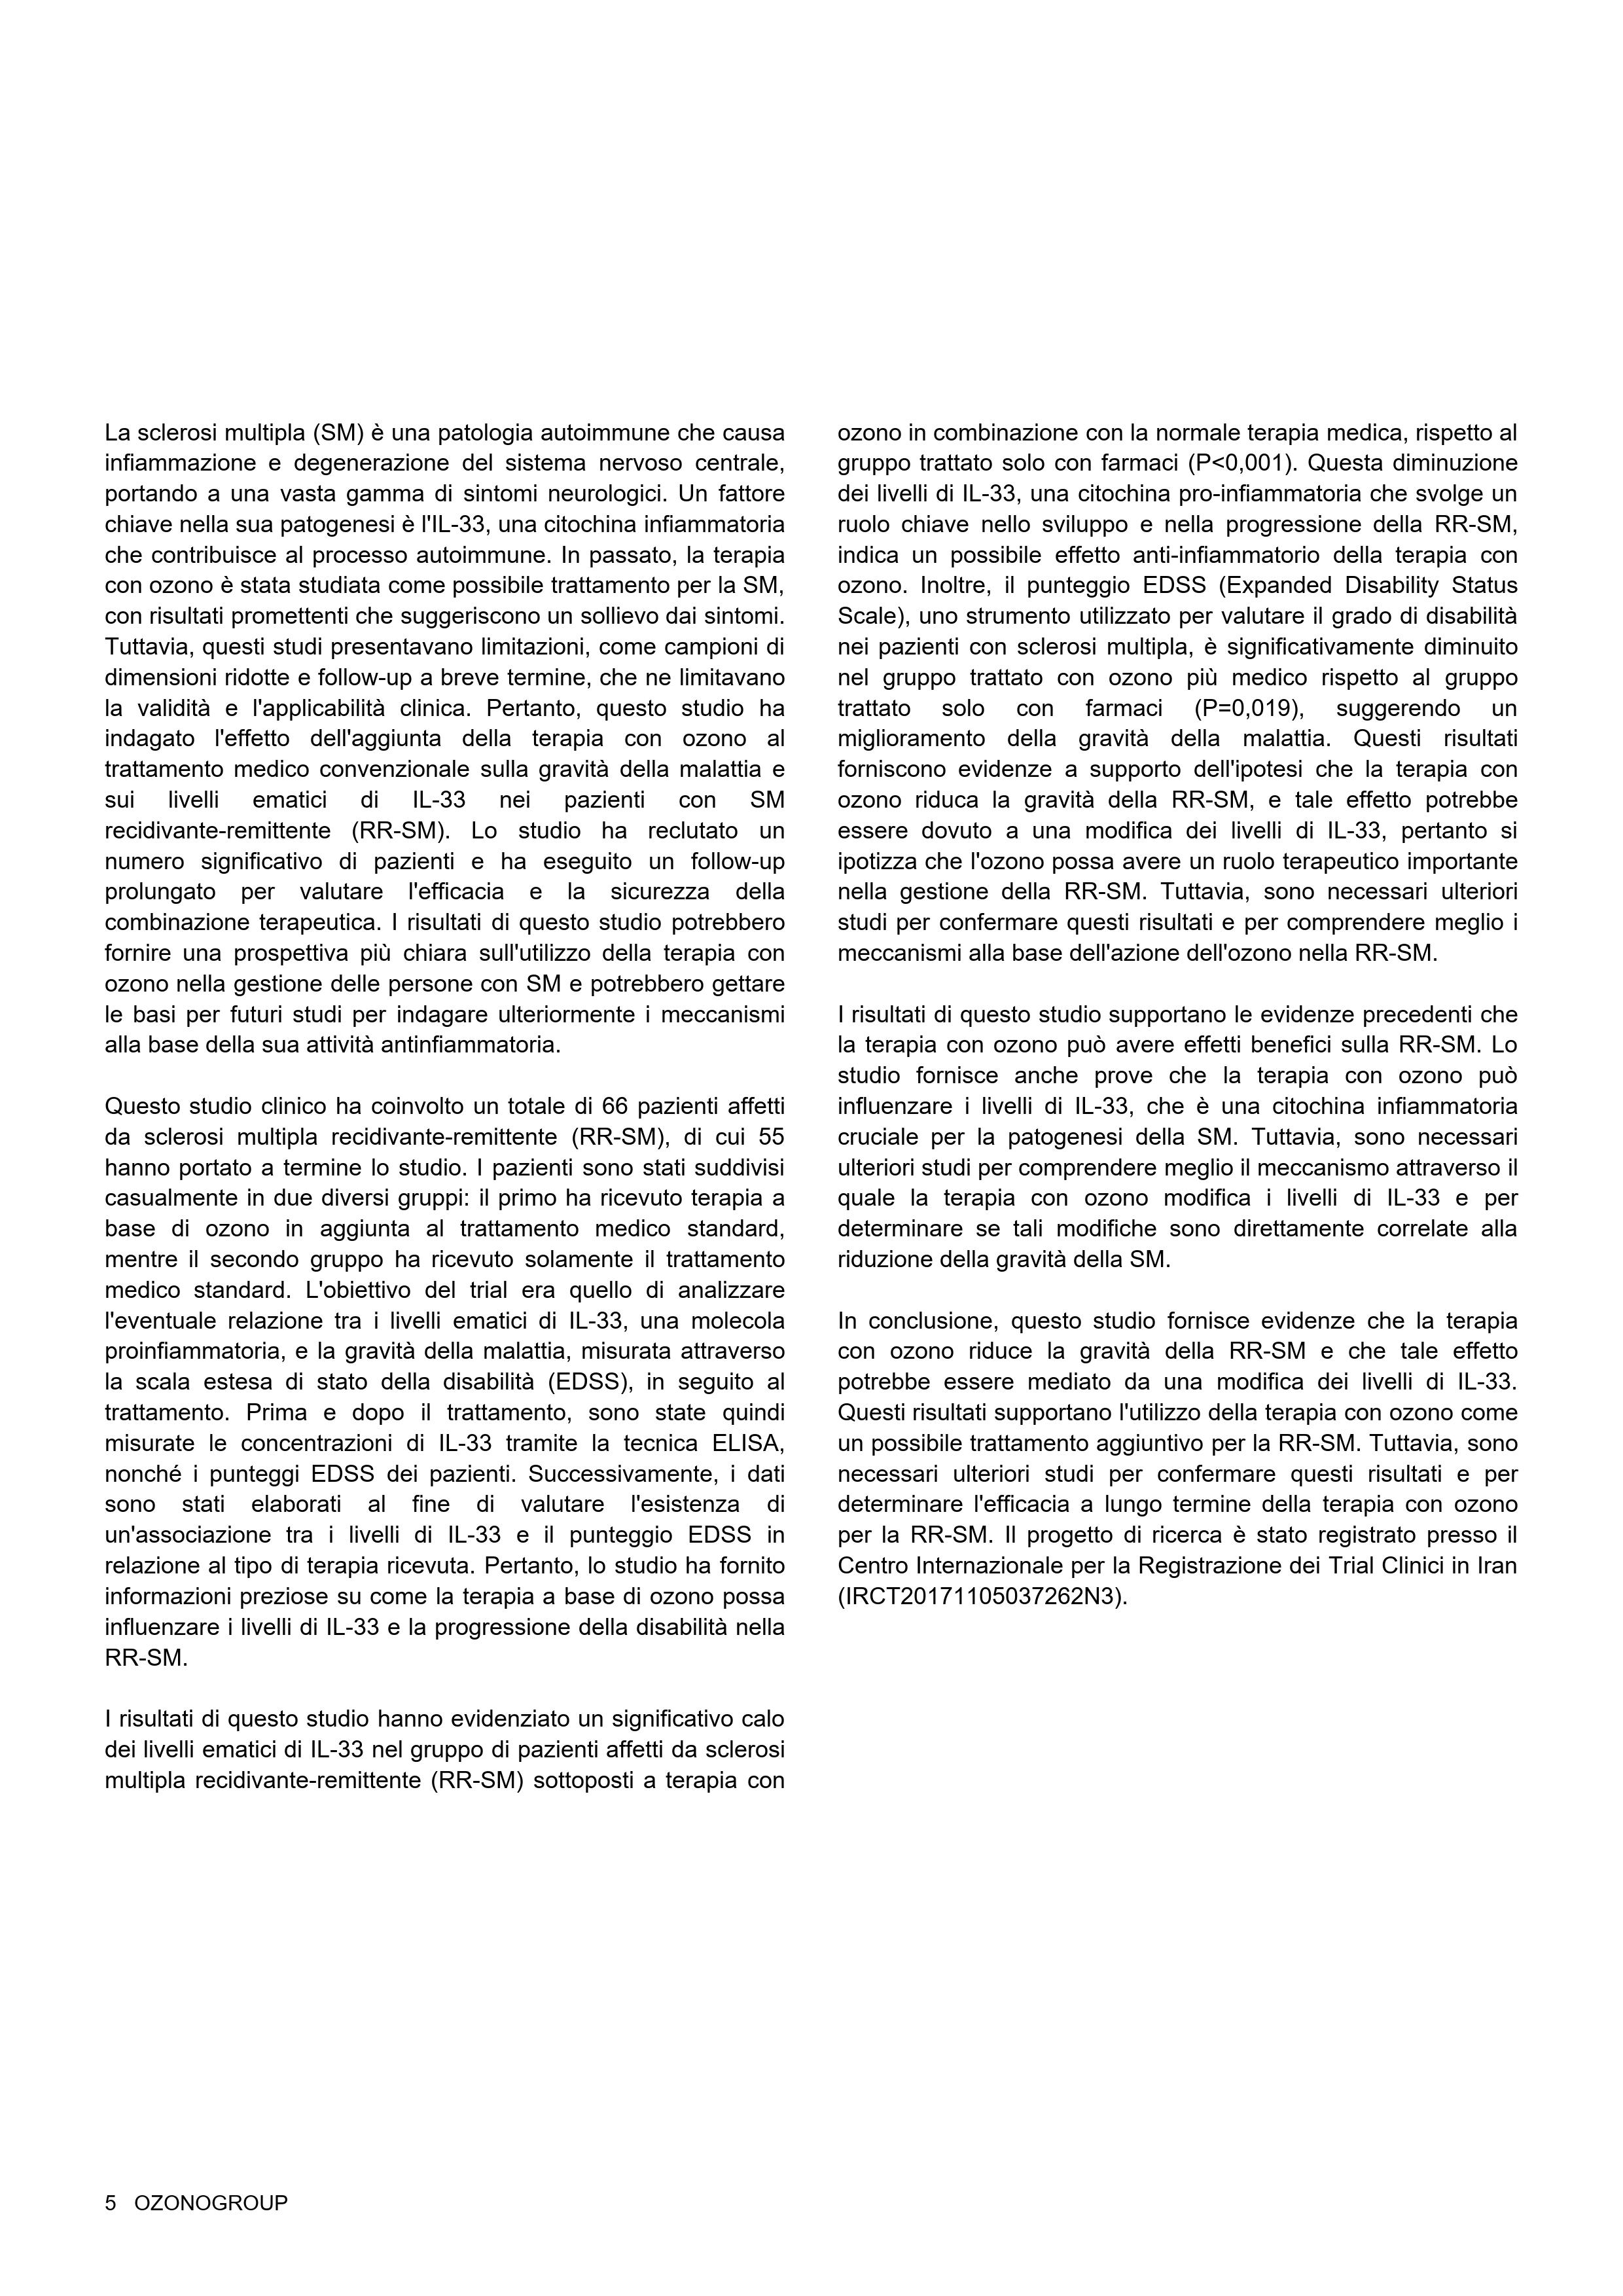 La sclerosi multipla (SM) è una patologia autoimmune che causa
infiammazione e degenerazione del sistema nervoso centrale,
portando a una vasta gamma di sintomi neurologici. Un fattore
chiave nella sua patogenesi è l'IL-33, una citochina infiammatoria
che contribuisce al processo autoimmune. In passato, la terapia
con ozono è stata studiata come possibile trattamento per la SM,
con risultati promettenti che suggeriscono un sollievo dai sintomi.
Tuttavia, questi studi presentavano limitazioni, come campioni di
dimensioni ridotte e follow-up a breve termine, che ne limitavano
la validità e l'applicabilità clinica. Pertanto, questo studio ha
indagato l'effetto dell'aggiunta della terapia con ozono al
trattamento medico convenzionale sulla gravità della malattia e
sui livelli ematici di IL-33 nei pazienti con SM
recidivante-remittente (RR-SM). Lo studio ha reclutato un
numero significativo di pazienti e ha eseguito un follow-up
prolungato per valutare l'efficacia e la sicurezza della
combinazione terapeutica. I risultati di questo studio potrebbero
fornire una prospettiva più chiara sull'utilizzo della terapia con
ozono nella gestione delle persone con SM e potrebbero gettare
le basi per futuri studi per indagare ulteriormente i meccanismi
alla base della sua attività antinfiammatoria.
Questo studio clinico ha coinvolto un totale di 66 pazienti affetti
da sclerosi multipla recidivante-remittente (RR-SM), di cui 55
hanno portato a termine lo studio. I pazienti sono stati suddivisi
casualmente in due diversi gruppi: il primo ha ricevuto terapia a
base di ozono in aggiunta al trattamento medico standard,
mentre il secondo gruppo ha ricevuto solamente il trattamento
medico standard. L'obiettivo del trial era quello di analizzare
l'eventuale relazione tra i livelli ematici di IL-33, una molecola
proinfiammatoria, e la gravità della malattia, misurata attraverso
la scala estesa di stato della disabilità (EDSS), in seguito al
trattamento. Prima e dopo il trattamento, sono state quindi
misurate le concentrazioni di IL-33 tramite la tecnica ELISA,
nonché i punteggi EDSS dei pazienti. Successivamente, i dati
sono stati elaborati al fine di valutare l'esistenza di
un'associazione tra i livelli di IL-33 e il punteggio EDSS in
relazione al tipo di terapia ricevuta. Pertanto, lo studio ha fornito
informazioni preziose su come la terapia a base di ozono possa
influenzare i livelli di IL-33 e la progressione della disabilità nella
RR-SM.
I risultati di questo studio hanno evidenziato un significativo calo
dei livelli ematici di IL-33 nel gruppo di pazienti affetti da sclerosi
multipla recidivante-remittente (RR-SM) sottoposti a terapia con
ozono in combinazione con la normale terapia medica, rispetto al
gruppo trattato solo con farmaci (P<0,001). Questa diminuzione
dei livelli di IL-33, una citochina pro-infiammatoria che svolge un
ruolo chiave nello sviluppo e nella progressione della RR-SM,
indica un possibile effetto anti-infiammatorio della terapia con
ozono. Inoltre, il punteggio EDSS (Expanded Disability Status
Scale), uno strumento utilizzato per valutare il grado di disabilità
nei pazienti con sclerosi multipla, è significativamente diminuito
nel gruppo trattato con ozono più medico rispetto al gruppo
trattato solo con farmaci (P=0,019), suggerendo un
miglioramento della gravità della malattia. Questi risultati
forniscono evidenze a supporto dell'ipotesi che la terapia con
ozono riduca la gravità della RR-SM, e tale effetto potrebbe
essere dovuto a una modifica dei livelli di IL-33, pertanto si
ipotizza che l'ozono possa avere un ruolo terapeutico importante
nella gestione della RR-SM. Tuttavia, sono necessari ulteriori
studi per confermare questi risultati e per comprendere meglio i
meccanismi alla base dell'azione dell'ozono nella RR-SM.
I risultati di questo studio supportano le evidenze precedenti che
la terapia con ozono può avere effetti benefici sulla RR-SM. Lo
studio fornisce anche prove che la terapia con ozono può
influenzare i livelli di IL-33, che è una citochina infiammatoria
cruciale per la patogenesi della SM. Tuttavia, sono necessari
ulteriori studi per comprendere meglio il meccanismo attraverso il
quale la terapia con ozono modifica i livelli di IL-33 e per
determinare se tali modifiche sono direttamente correlate alla
riduzione della gravità della SM.
In conclusione, questo studio fornisce evidenze che la terapia
con ozono riduce la gravità della RR-SM e che tale effetto
potrebbe essere mediato da una modifica dei livelli di IL-33.
Questi risultati supportano l'utilizzo della terapia con ozono come
un possibile trattamento aggiuntivo per la RR-SM. Tuttavia, sono
necessari ulteriori studi per confermare questi risultati e per
determinare l'efficacia a lungo termine della terapia con ozono
per la RR-SM. Il progetto di ricerca è stato registrato presso il
Centro Internazionale per la Registrazione dei Trial Clinici in Iran
(IRCT20171105037262N3).
5 OZONOGROUP